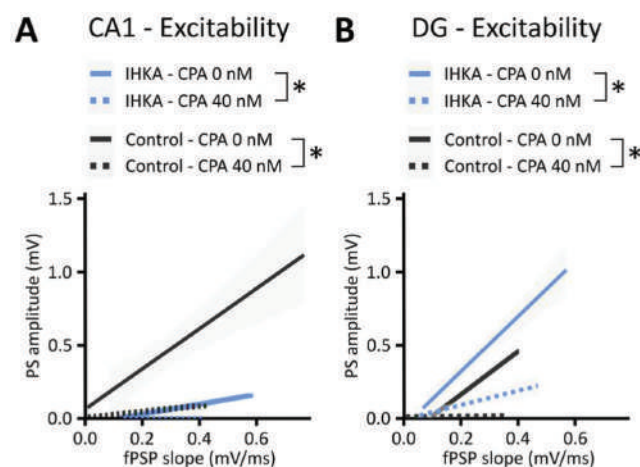 A CA1 - Excitability
IHKA - CPA 0 nM
IHKA - CPA 40 nM
*
Control - CPA 0 nM
Control - CPA 40 nM
*
PS amplitude (mV)
1.5
1.0
0.5
0.0
0.0 0.2 0.4 0.6
fPSP slope (mV/ms)
B DG - Excitability
IHKA - CPA 0 nM
IHKA - CPA 40 nM
*
Control - CPA 0 nM
Control - CPA 40 nM
*
PS amplitude (mV)
1.5
1.0
0.5
0.0
0.0 0.2 0.4 0.6
fPSP slope (mV/ms)